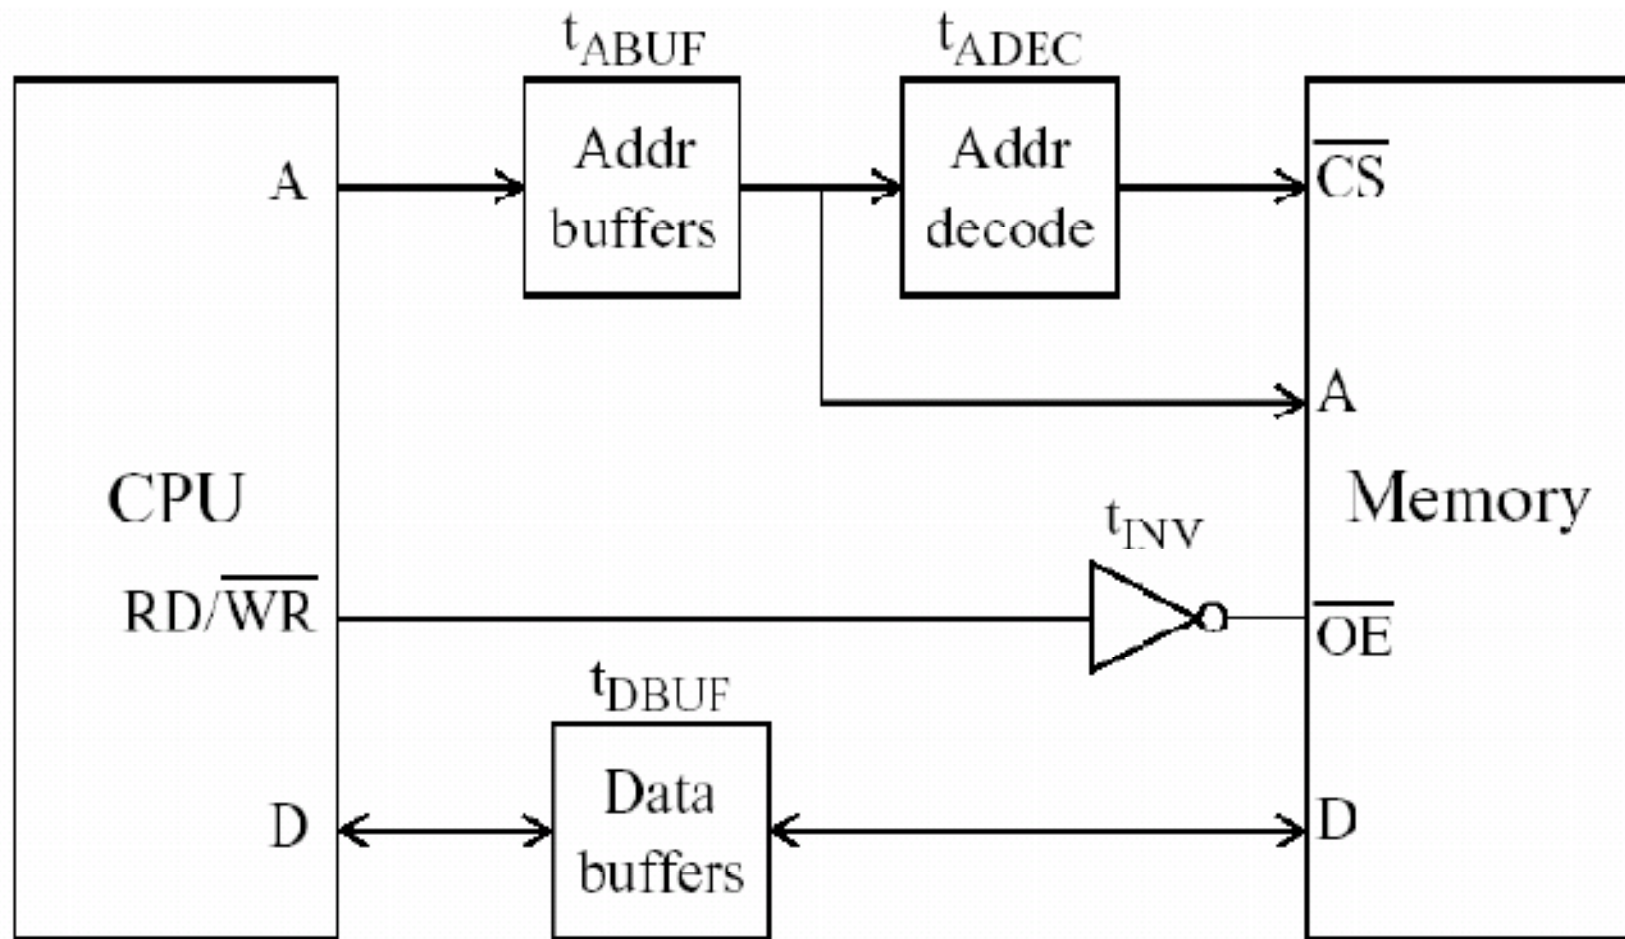 tABUF
tADEC
Addr
buffers
Addr
decode
A
CS
A
CPU
Memory
tINV
RD/WR
OE
tDBUF
D
Data
buffers
D